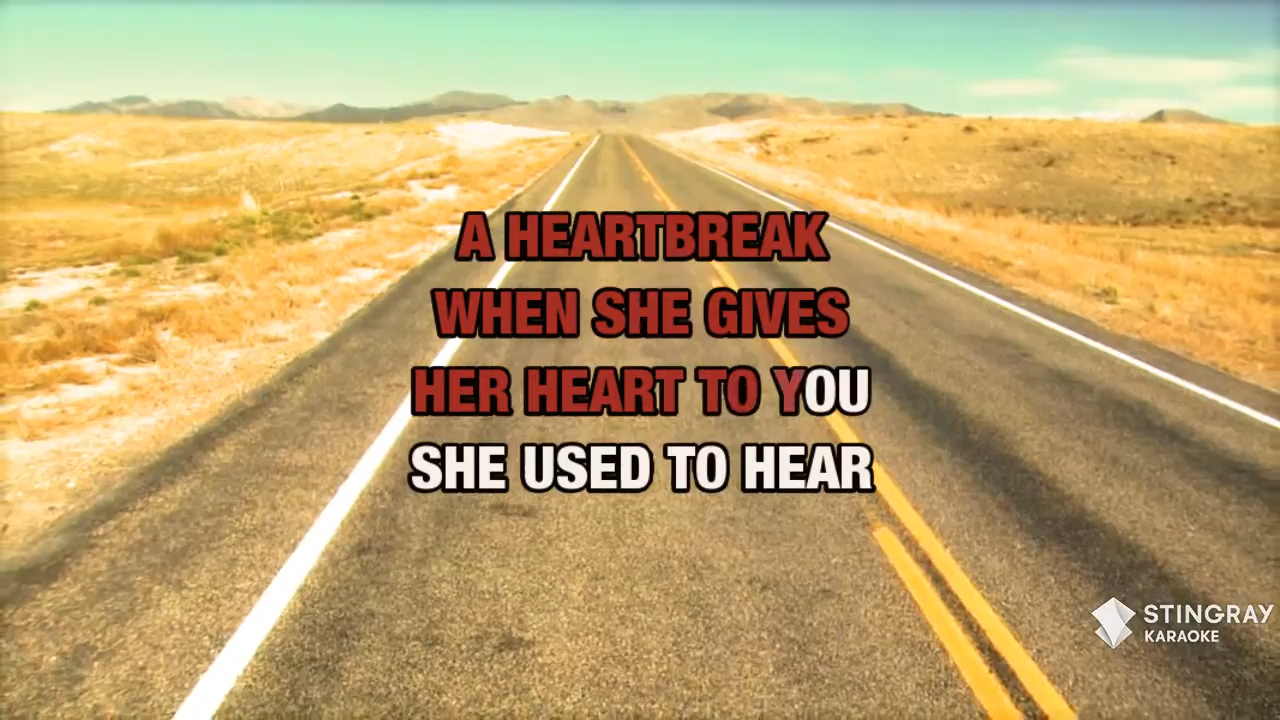 A HEARTBREAK
WHEN SHE GIVES
HER HEART TO YOU
SHE USED TO HEAR
STINGRAY
KARAOKE